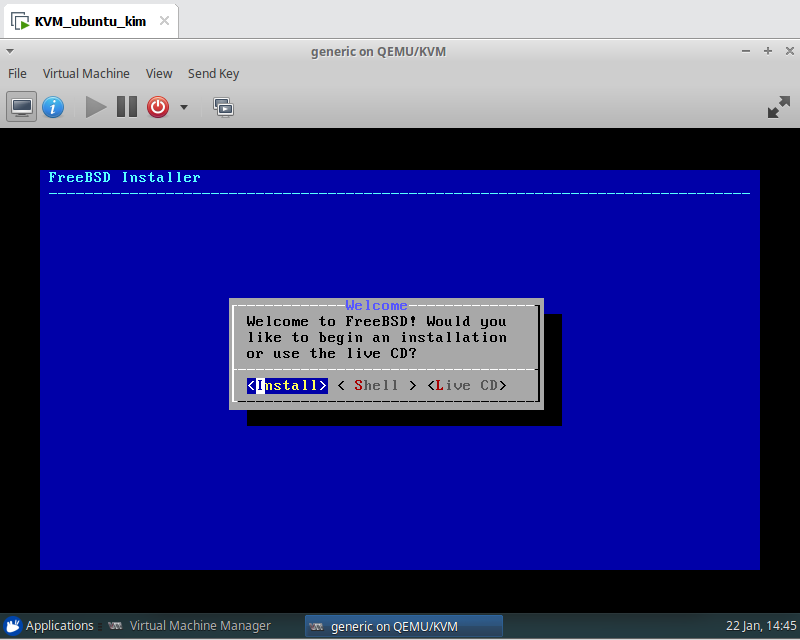 KVM_ubuntu_kim
generic on QEMU/KVM
File Virtual Machine View Send Key
FreeBSD Installer
Welcome
Welcome to FreeBSD! Would you
like to begin an installation
or use the live CD?
<Install> < Shell > <Live CD>
Applications Virtual Machine Manager generic on QEMU/KVM 22 Jan, 14:45